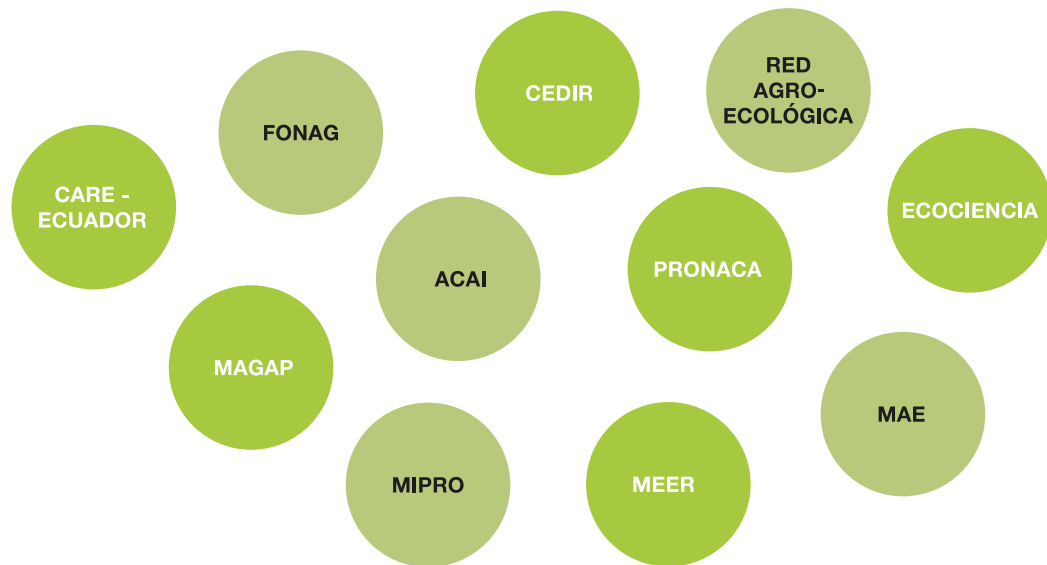 CEDIR
RED
AGRO-
ECOLÓGICA
FONAG
CARE -
ECUADOR
ECOCIENCIA
ACAI
PRONACA
MAGAP
MAE
MIPRO
MEER